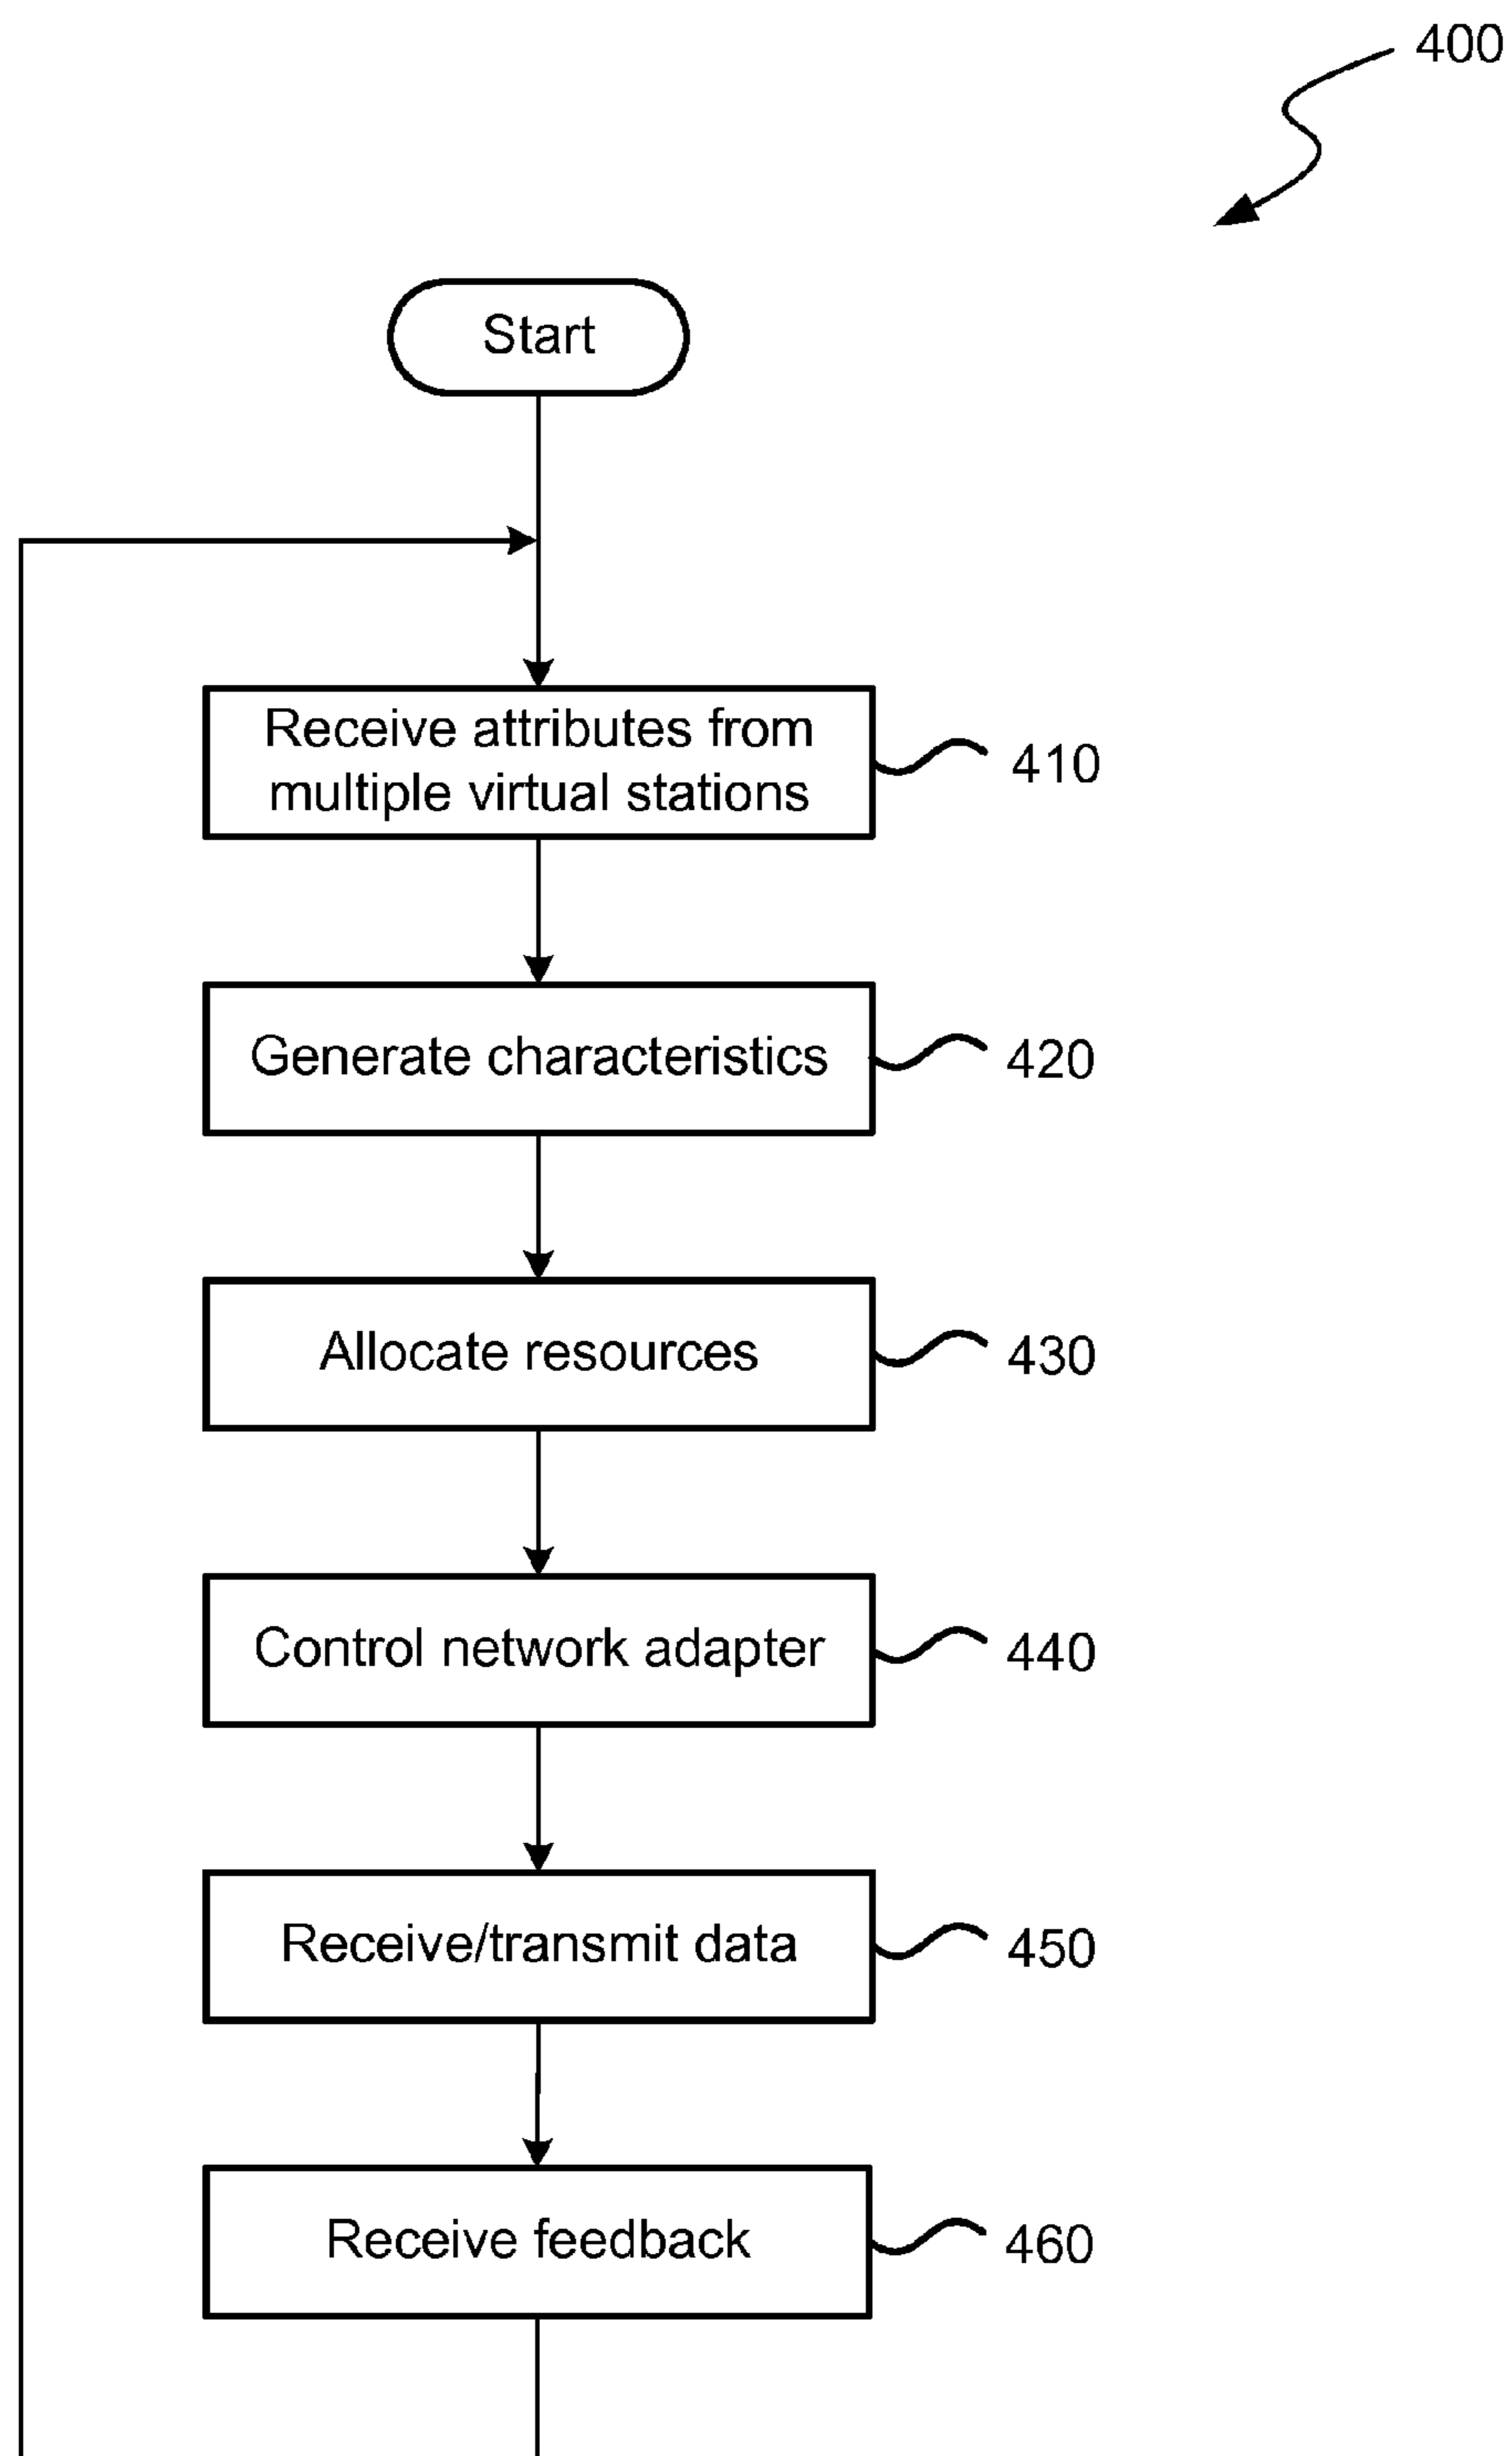 400
Start
Receive attributes from
multiple virtual stations
410
Generate characteristics
420
Allocate resources
430
Control network adapter
440
Receive/transmit data
450
Receive feedback
460